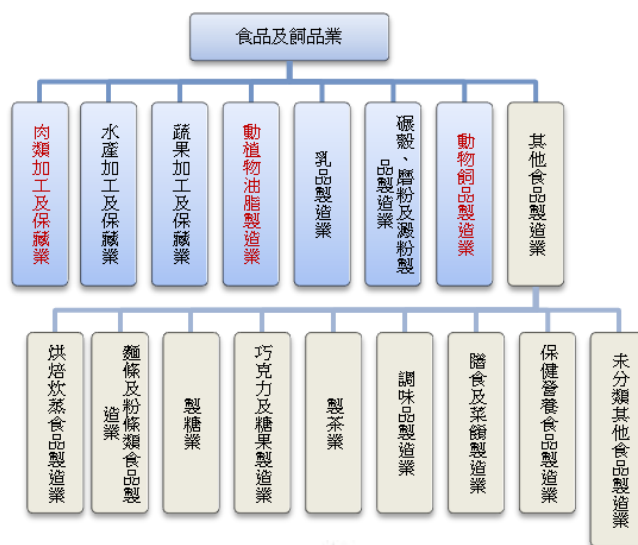 食品及飼品業
肉類加工及保藏業
水產加工及保藏業
蔬果加工及保藏業
動植物油脂製造業
乳品製造業
碾穀、磨粉及澱粉製
品製造業
動物飼品製造業
其他食品製造業
烘焙炊蒸食品製造業
麵條及粉條類食品製
造業
製糖業
巧克力及糖果製造業
製茶業
調味品製造業
膳食及菜餚製造業
保健營養食品製造業
未分類其他食品製造業